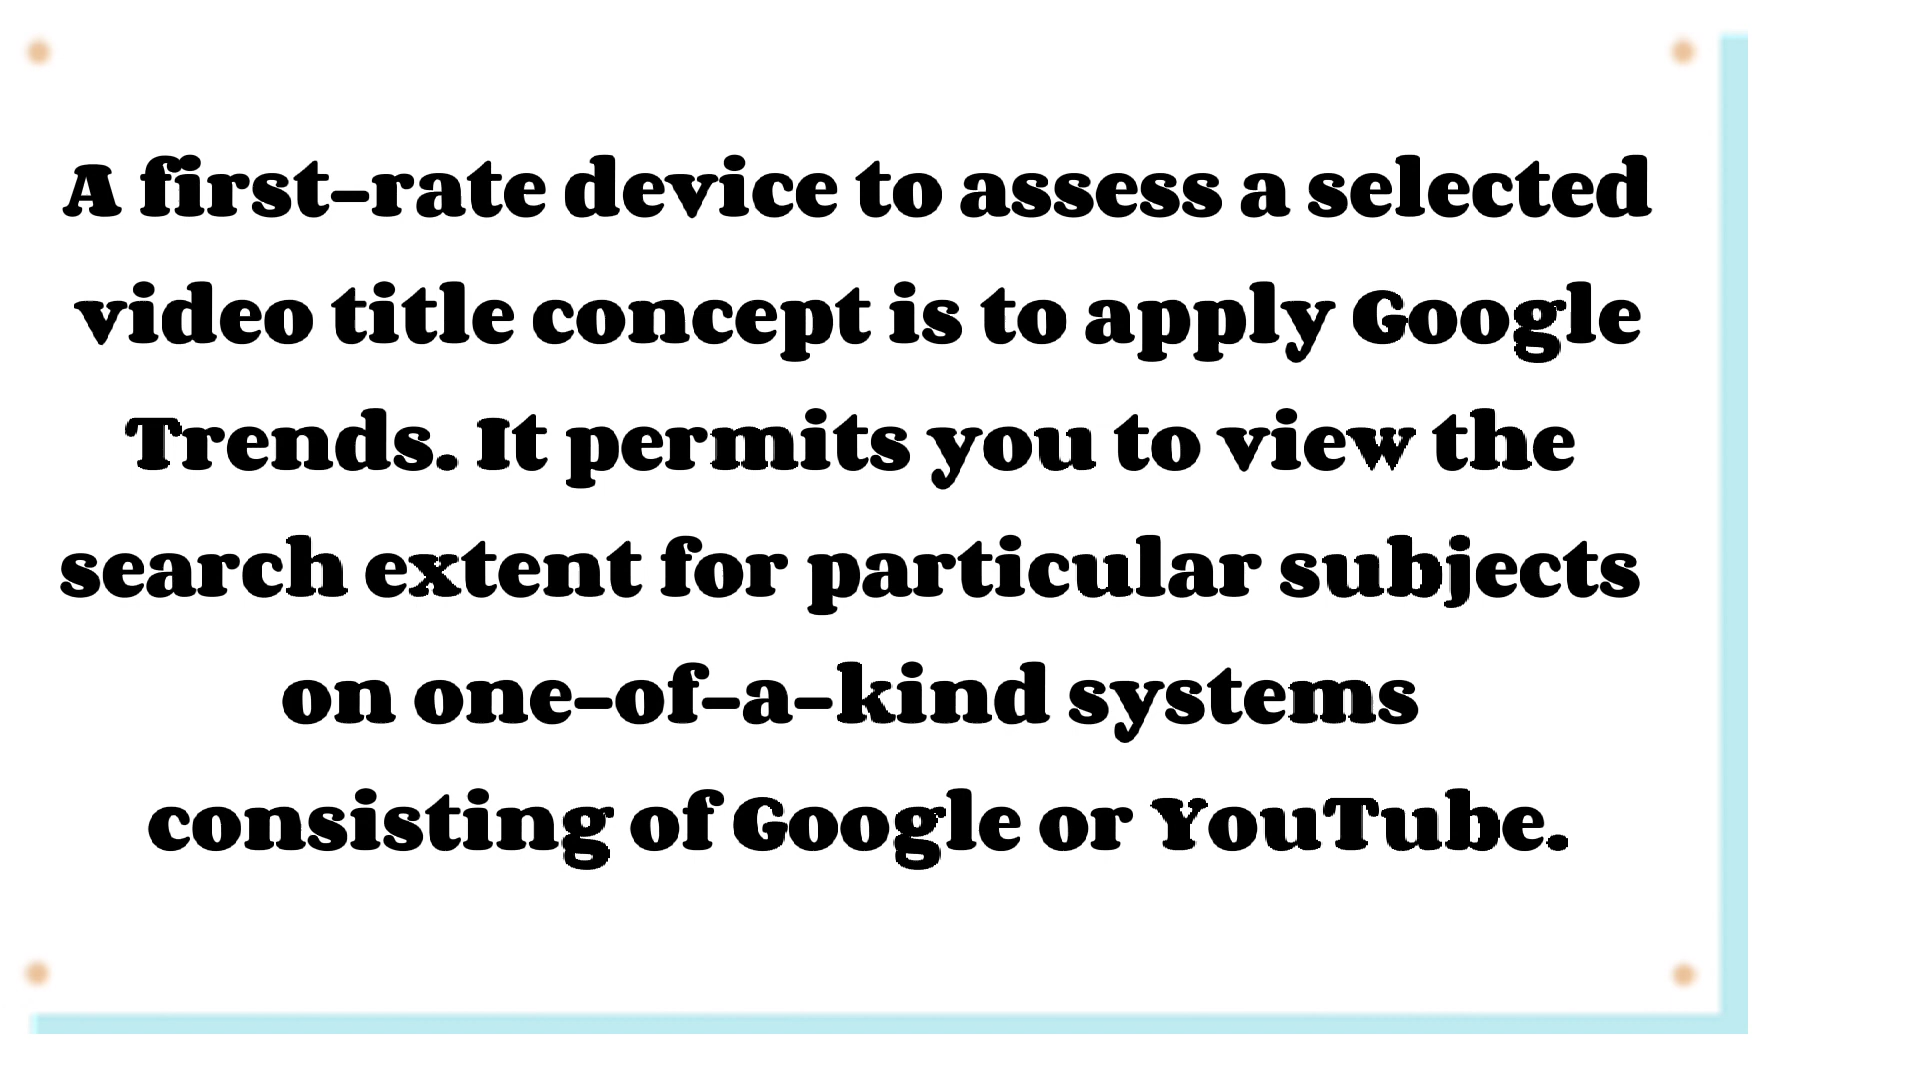 A first-rate device to assess a selected
video title concept is to apply Google
Trends. It permits you to view the
search extent for particular subjects
on one-of-a-kind systems
consisting of Google or YouTube.